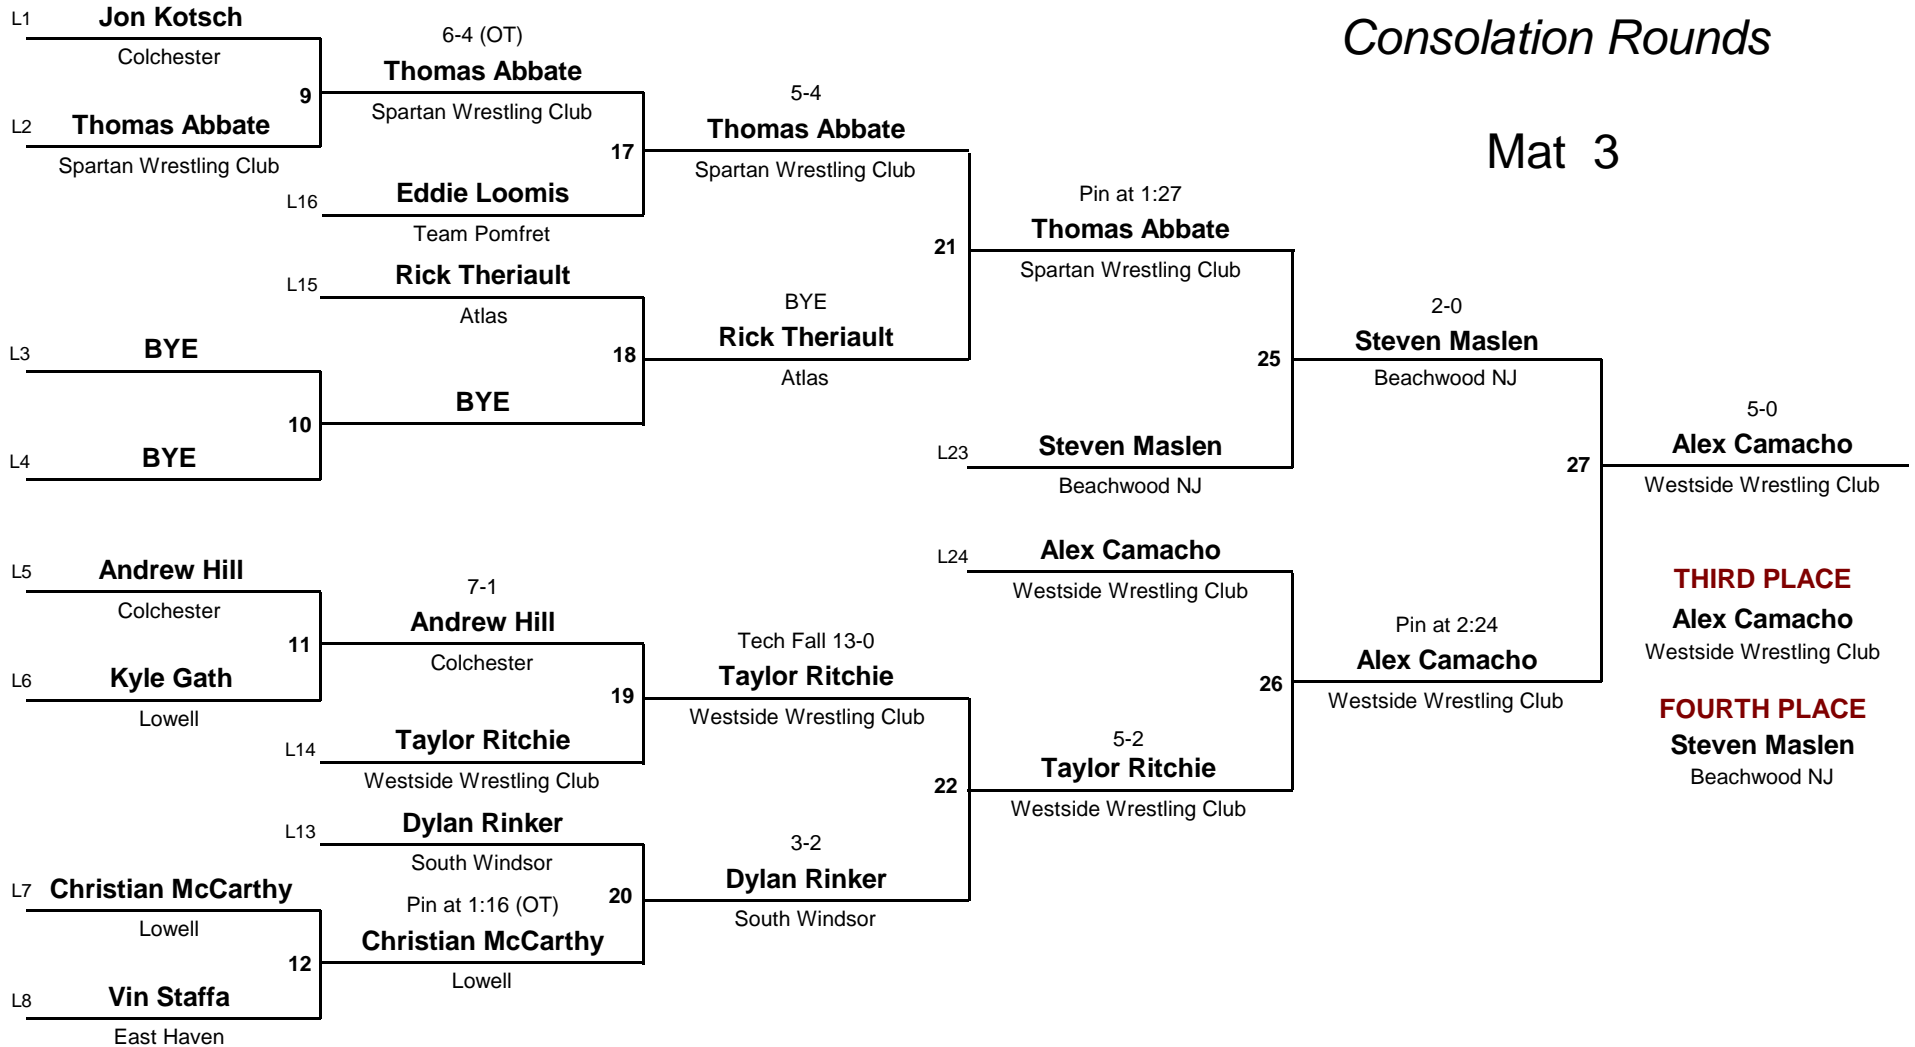 Consolation Rounds
Mat 3
L1
Jon Kotsch
Colchester
9
L2
Thomas Abbate
Spartan Wrestling Club
6-4 (OT)
Thomas Abbate
Spartan Wrestling Club
17
L16
Eddie Loomis
Team Pomfret
5-4
Thomas Abbate
Spartan Wrestling Club
21
L15
Rick Theriault
Atlas
18
L3
BYE
10
BYE
L4
BYE
BYE
Rick Theriault
Atlas
Pin at 1:27
Thomas Abbate
Spartan Wrestling Club
25
L23
Steven Maslen
Beachwood NJ
2-0
Steven Maslen
Beachwood NJ
27
5-0
Alex Camacho
Westside Wrestling Club
L5
Andrew Hill
Colchester
11
L6
Kyle Gath
Lowell
7-1
Andrew Hill
Colchester
19
L14
Taylor Ritchie
Westside Wrestling Club
Tech Fall 13-0
Taylor Ritchie
Westside Wrestling Club
22
L13
Dylan Rinker
South Windsor
20
L7
Christian McCarthy
Lowell
12
L8
Vin Staffa
East Haven
Pin at 1:16 (OT)
Christian McCarthy
Lowell
3-2
Dylan Rinker
South Windsor
L24
Alex Camacho
Westside Wrestling Club
26
5-2
Taylor Ritchie
Westside Wrestling Club
Pin at 2:24
Alex Camacho
Westside Wrestling Club
THIRD PLACE
Alex Camacho
Westside Wrestling Club
FOURTH PLACE
Steven Maslen
Beachwood NJ